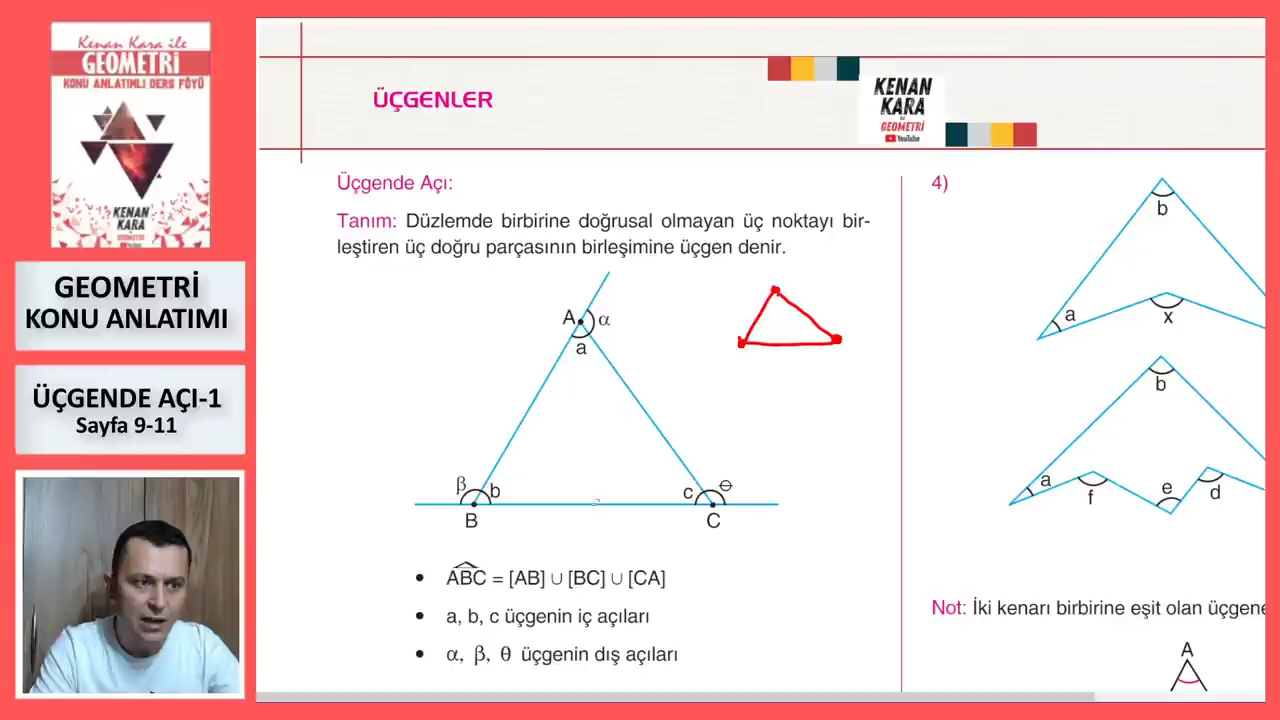 Kenan Kara ile
GEOMETRİ
KONU ANLATIMLI DERS FÖYÜ
KENAN
KARA
GEOMETRİ
KONU ANLATIMI
ÜÇGENDE AÇI-1
Sayfa 9-11
ÜÇGENLER
KENAN
KARA
ile
GEOMETRİ
YouTube
Üçgende Açı:
Tanım: Düzlemde birbirine doğrusal olmayan üç noktayı bir-
leştiren üç doğru parçasının birleşimine üçgen denir.
A α
a
β b
c θ
B
C
• ABC = [AB] ∪ [BC] ∪ [CA]
• a, b, c üçgenin iç açıları
• α, β, θ üçgenin dış açıları
4)
b
a
x
b
a
f
e
d
Not: İki kenarı birbirine eşit olan üçgene
A